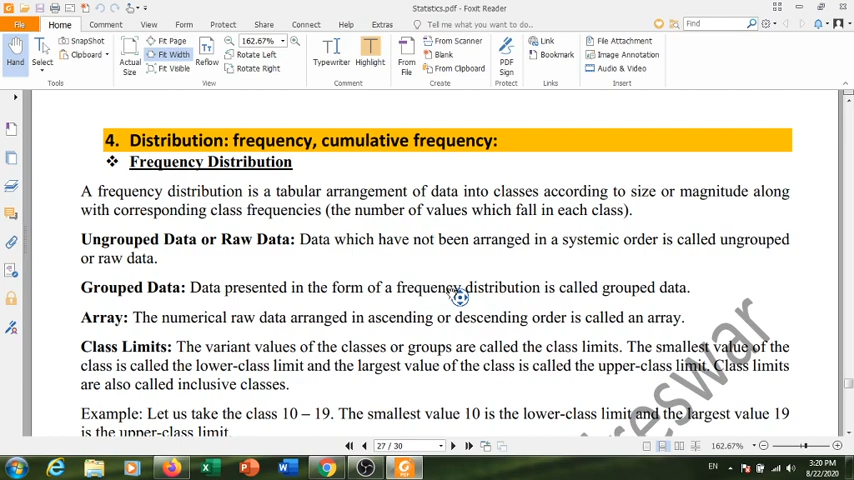 Statistics.pdf - Foxit Reader
File Home Comment View Form Protect Share Connect Help Extras Tell me what you want to do... Find
Hand
Select
SnapShot
Clipboard
Actual Size
Fit Page
Fit Width
Fit Visible
Reflow
162.67%
Rotate Left
Rotate Right
Typewriter
Highlight
From File
From Scanner
Blank
From Clipboard
PDF Sign
Link
Bookmark
File Attachment
Image Annotation
Audio & Video
Tools View Comment Create Protect Links Insert
4. Distribution: frequency, cumulative frequency:
❖ Frequency Distribution
A frequency distribution is a tabular arrangement of data into classes according to size or magnitude along
with corresponding class frequencies (the number of values which fall in each class).
Ungrouped Data or Raw Data: Data which have not been arranged in a systemic order is called ungrouped
or raw data.
Grouped Data: Data presented in the form of a frequency distribution is called grouped data.
Array: The numerical raw data arranged in ascending or descending order is called an array.
Class Limits: The variant values of the classes or groups are called the class limits. The smallest value of the
class is called the lower-class limit and the largest value of the class is called the upper-class limit. Class limits
are also called inclusive classes.
Example: Let us take the class 10 – 19. The smallest value 10 is the lower-class limit and the largest value 19
is the upper-class limit.
27 / 30
162.67%
EN
3:20 PM
8/22/2020